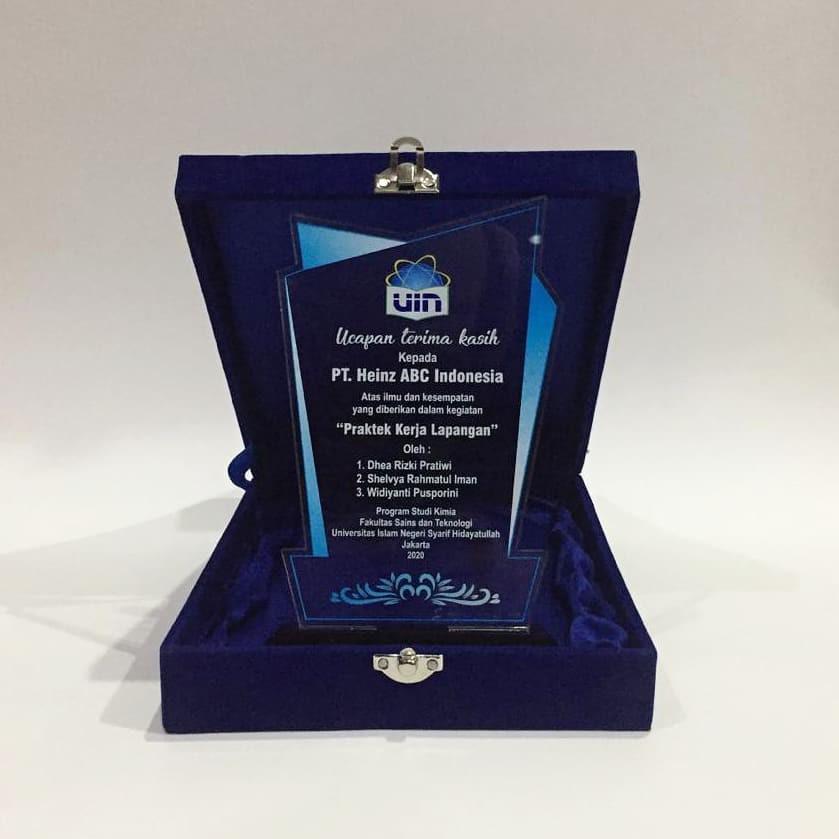 UIN
Ucapan terima kasih
Kepada
PT. Heinz ABC Indonesia
Atas ilmu dan kesempatan
yang diberikan dalam kegiatan
“Praktek Kerja Lapangan”
Oleh :
1. Dhea Rizki Pratiwi
2. Shelvya Rahmatul Iman
3. Widiyanti Pusporini
Program Studi Kimia
Fakultas Sains dan Teknologi
Universitas Islam Negeri Syarif Hidayatullah
Jakarta
2020